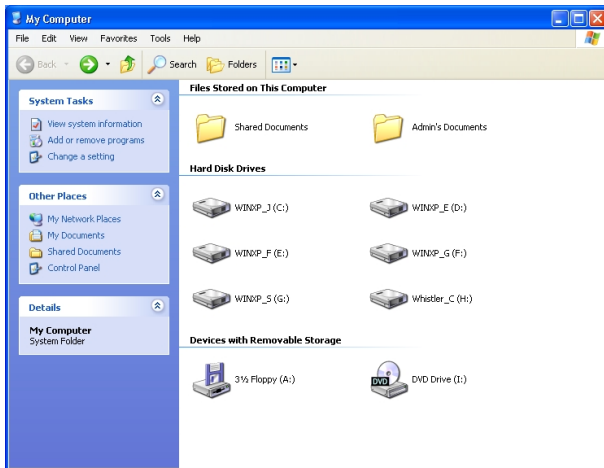 My Computer
File Edit View Favorites Tools Help
Back Search Folders
System Tasks
View system information
Add or remove programs
Change a setting
Other Places
My Network Places
My Documents
Shared Documents
Control Panel
Details
My Computer
System Folder
Files Stored on This Computer
Shared Documents Admin's Documents
Hard Disk Drives
WINXP_J (C:) WINXP_E (D:)
WINXP_F (E:) WINXP_G (F:)
WINXP_S (G:) Whistler_C (H:)
Devices with Removable Storage
3½ Floppy (A:) DVD Drive (I:)
DVD